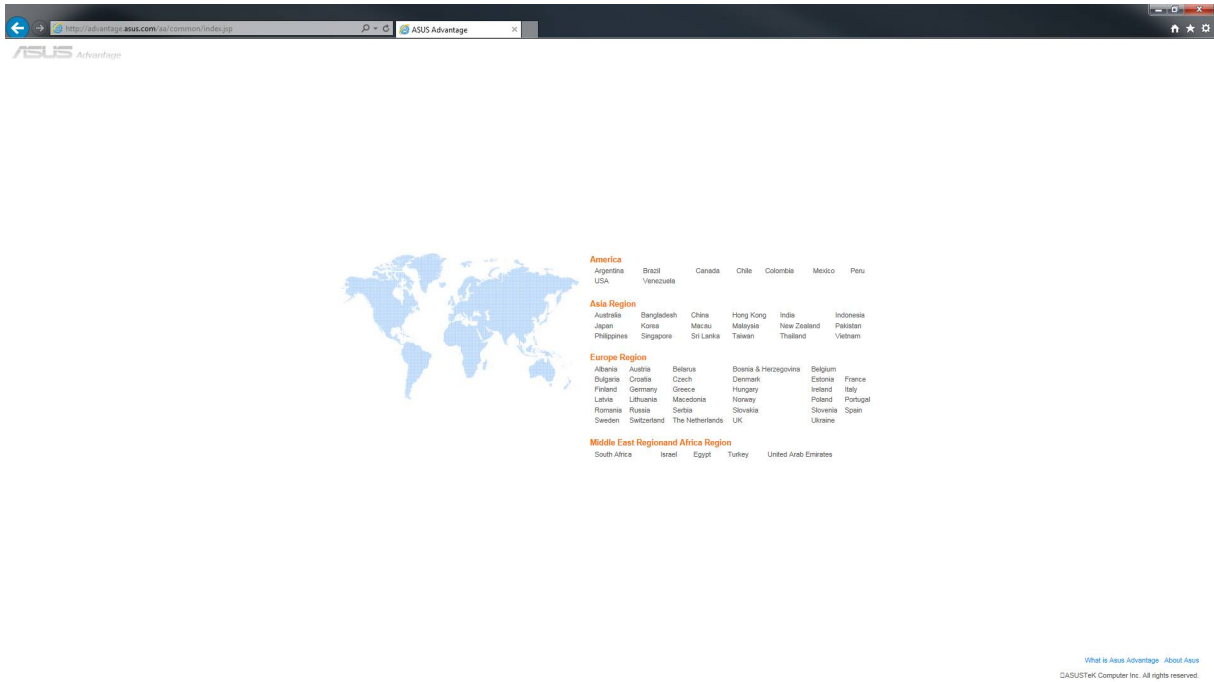 http://advantage.asus.com/aa/common/index.jsp
ASUS Advantage
ASUS Advantage
America
Argentina Brazil Canada Chile Colombia Mexico Peru
USA Venezuela
Asia Region
Australia Bangladesh China Hong Kong India Indonesia
Japan Korea Macau Malaysia New Zealand Pakistan
Philippines Singapore Sri Lanka Taiwan Thailand Vietnam
Europe Region
Albania Austria Belarus Bosnia & Herzegovina Belgium
Bulgaria Croatia Czech Denmark Estonia France
Finland Germany Greece Hungary Ireland Italy
Latvia Lithuania Macedonia Norway Poland Portugal
Romania Russia Serbia Slovakia Slovenia Spain
Sweden Switzerland The Netherlands UK Ukraine
Middle East Regionand Africa Region
South Africa Israel Egypt Turkey United Arab Emirates
What is Asus Advantage About Asus
ASUSTeK Computer Inc. All rights reserved.